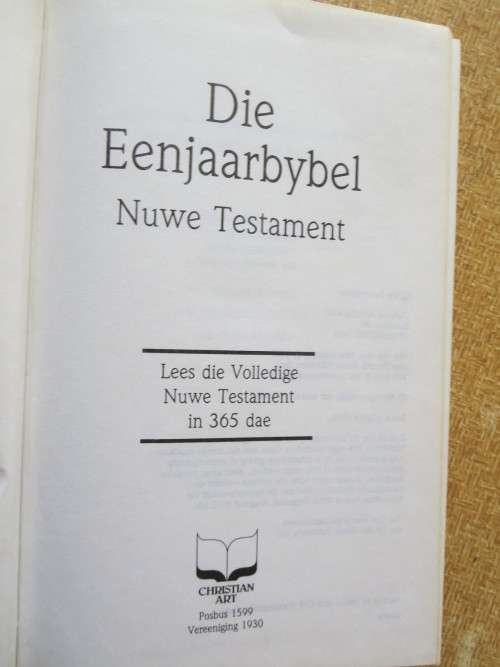 Die
Eenjaarbybel
Nuwe Testament
Lees die Volledige
Nuwe Testament
in 365 dae
CHRISTIAN
ART
Posbus 1599
Vereeniging 1930